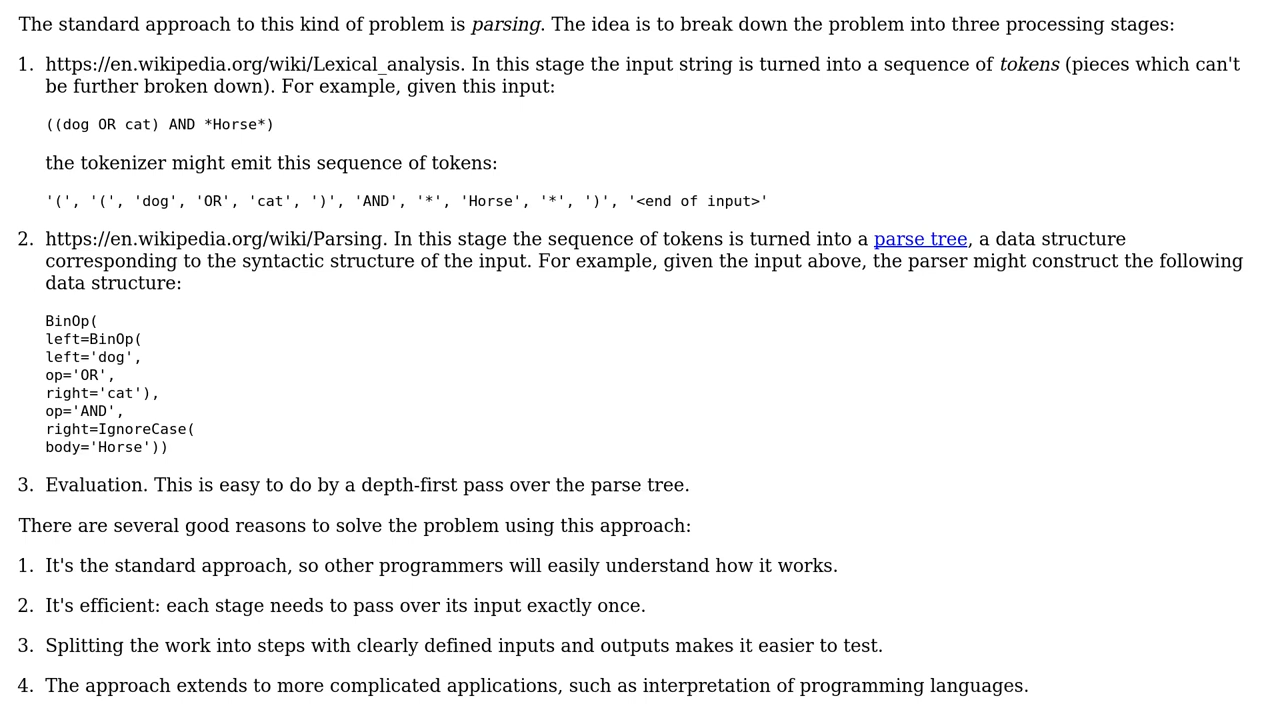 The standard approach to this kind of problem is parsing. The idea is to break down the problem into three processing stages:
1. https://en.wikipedia.org/wiki/Lexical_analysis. In this stage the input string is turned into a sequence of tokens (pieces which can't
be further broken down). For example, given this input:
((dog OR cat) AND *Horse*)
the tokenizer might emit this sequence of tokens:
'(', '(', 'dog', 'OR', 'cat', ')', 'AND', '*', 'Horse', '*', ')', '<end of input>'
2. https://en.wikipedia.org/wiki/Parsing. In this stage the sequence of tokens is turned into a parse tree, a data structure
corresponding to the syntactic structure of the input. For example, given the input above, the parser might construct the following
data structure:
BinOp(
left=BinOp(
left='dog',
op='OR',
right='cat'),
op='AND',
right=IgnoreCase(
body='Horse'))
3. Evaluation. This is easy to do by a depth-first pass over the parse tree.
There are several good reasons to solve the problem using this approach:
1. It's the standard approach, so other programmers will easily understand how it works.
2. It's efficient: each stage needs to pass over its input exactly once.
3. Splitting the work into steps with clearly defined inputs and outputs makes it easier to test.
4. The approach extends to more complicated applications, such as interpretation of programming languages.